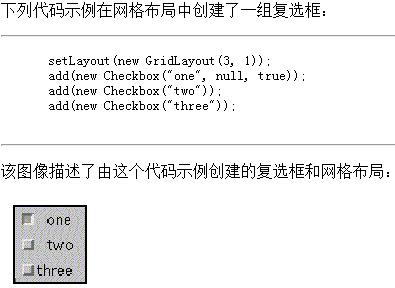 下列代码示例在网格布局中创建了一组复选框：
setLayout(new GridLayout(3, 1));
add(new Checkbox("one", null, true));
add(new Checkbox("two"));
add(new Checkbox("three"));
该图像描述了由这个代码示例创建的复选框和网格布局：
one
two
three